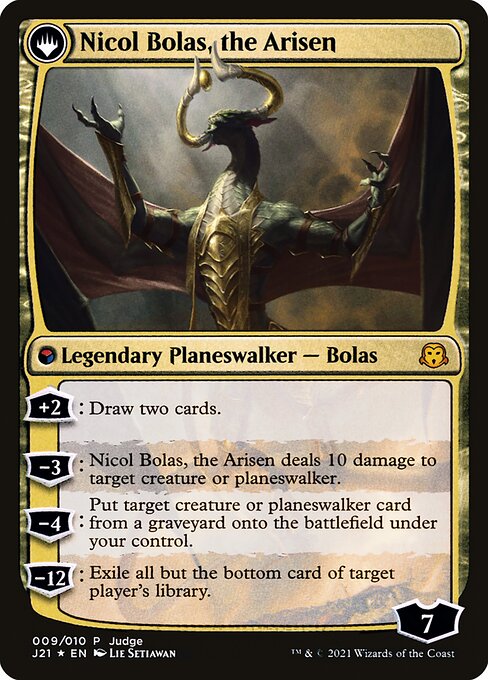 Nicol Bolas, the Arisen
Legendary Planeswalker — Bolas
+2 : Draw two cards.
−3 : Nicol Bolas, the Arisen deals 10 damage to
target creature or planeswalker.
Put target creature or planeswalker card
−4 : from a graveyard onto the battlefield under
your control.
−12 : Exile all but the bottom card of target
player's library.
7
009/010 P Judge
J21 ★ EN Lie Setiawan
™ & © 2021 Wizards of the Coast